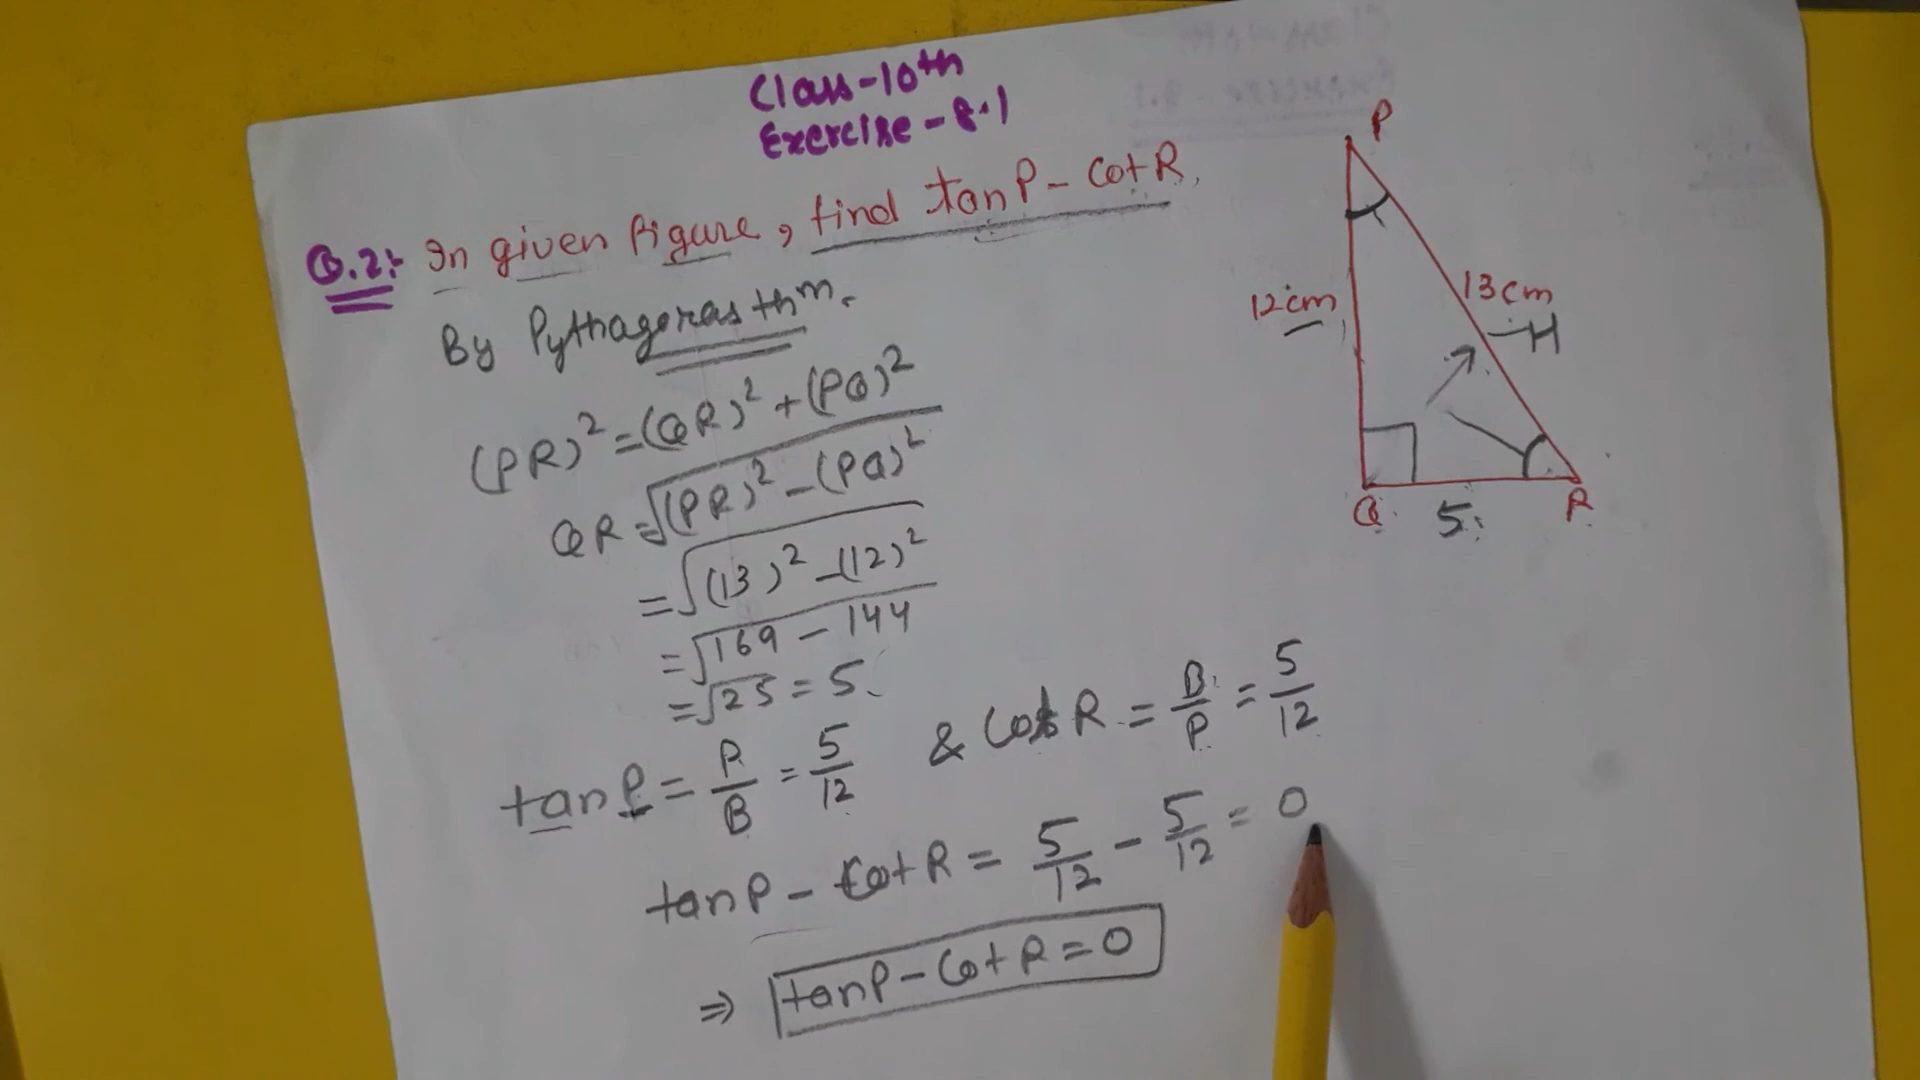 Class-10th
Exercise-8.1
Q.2:- In given figure, find tanP - CotR.
By Pythagoras thm.
(PR)² = (QR)² + (PQ)²
QR = √(PR)² - (PQ)²
= √(13)² - (12)²
= √169 - 144
= √25 = 5
tanP = P/B = 5/12 & Cot R = B/P = 5/12
tanP - CotR = 5/12 - 5/12 = 0
⇒ tanP - CotR = 0
P
12cm
13cm
H
Q
5
R